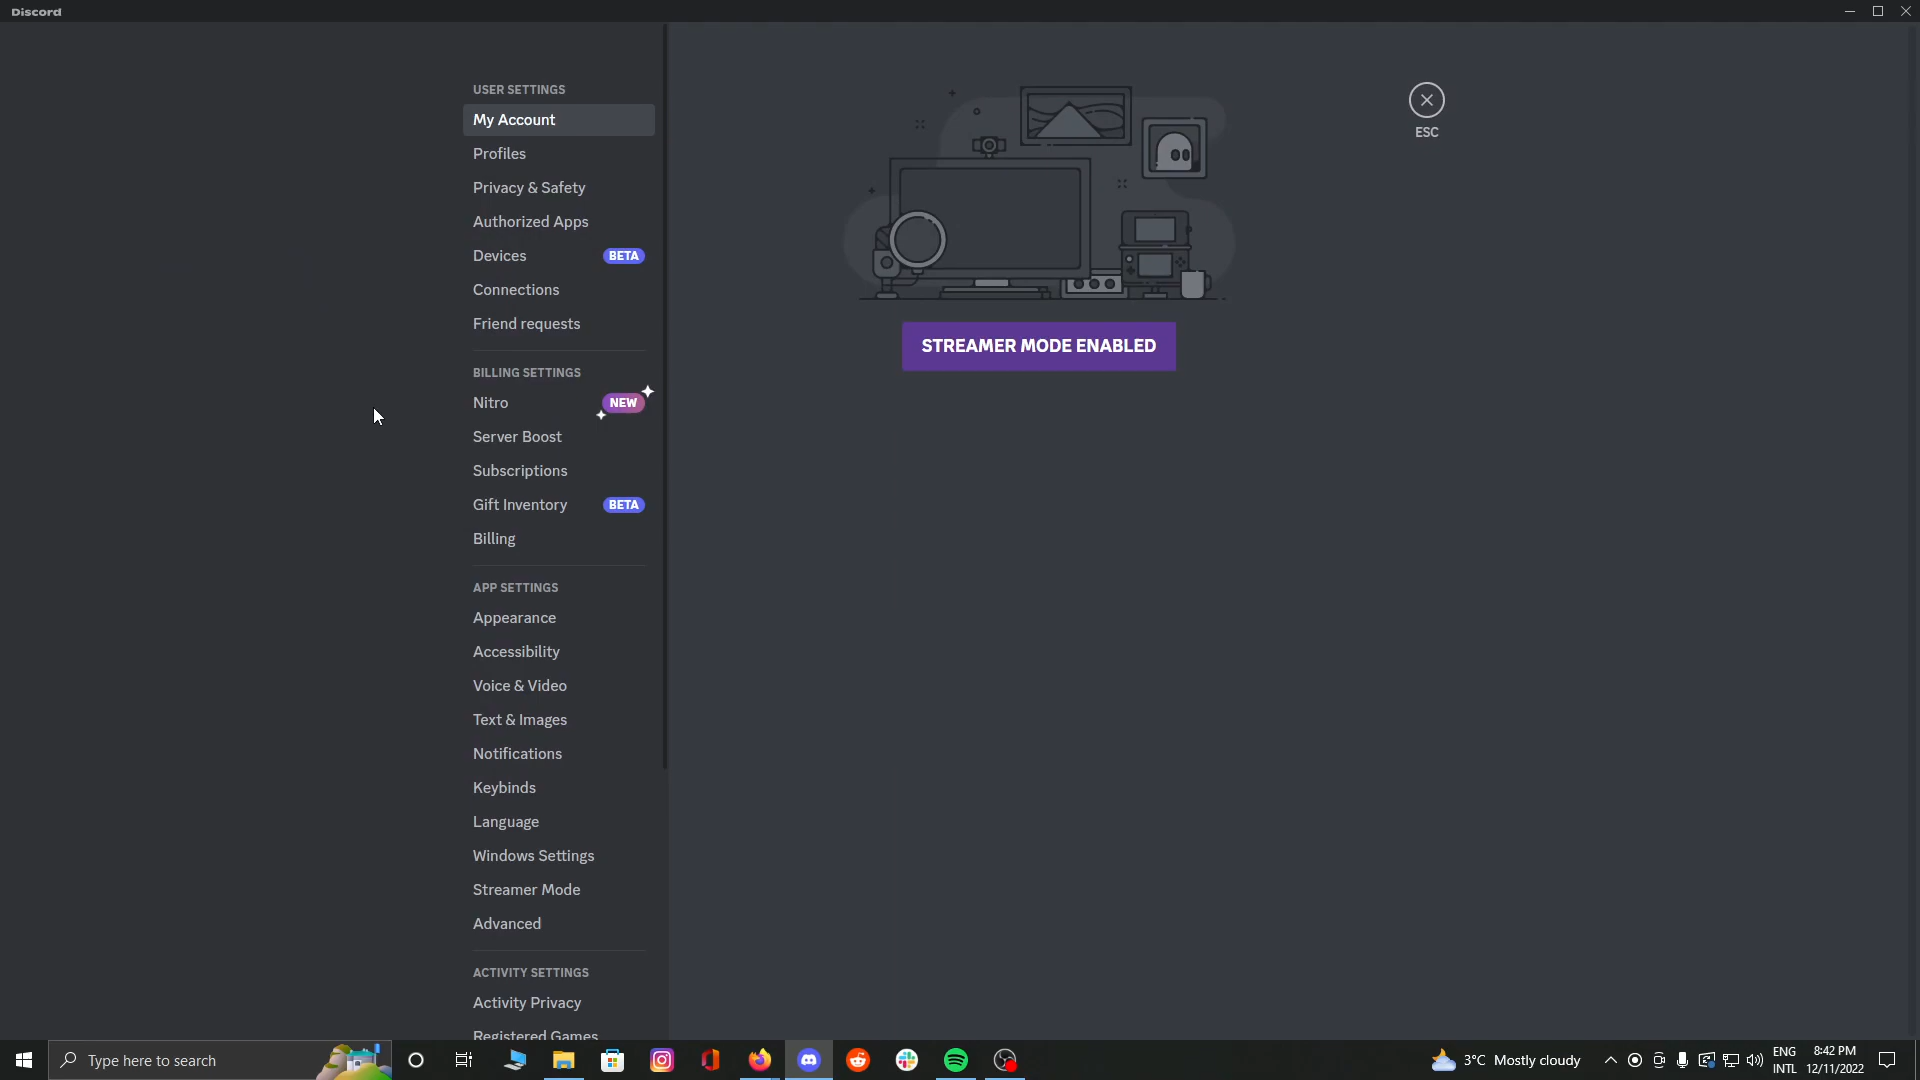 Discord
USER SETTINGS
My Account
Profiles
Privacy & Safety
Authorized Apps
Devices BETA
Connections
Friend requests
BILLING SETTINGS
Nitro NEW
Server Boost
Subscriptions
Gift Inventory BETA
Billing
APP SETTINGS
Appearance
Accessibility
Voice & Video
Text & Images
Notifications
Keybinds
Language
Windows Settings
Streamer Mode
Advanced
ACTIVITY SETTINGS
Activity Privacy
Registered Games
STREAMER MODE ENABLED
ESC
Type here to search
3°C Mostly cloudy
ENG
INTL
8:42 PM
12/11/2022